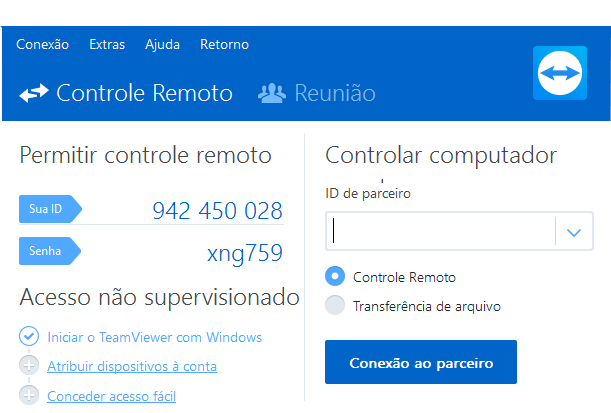 Conexão Extras Ajuda Retorno
Controle Remoto Reunião
Permitir controle remoto
Sua ID 942 450 028
Senha xng759
Acesso não supervisionado
Iniciar o TeamViewer com Windows
Atribuir dispositivos à conta
Conceder acesso fácil
Controlar computador
ID de parceiro
Controle Remoto
Transferência de arquivo
Conexão ao parceiro